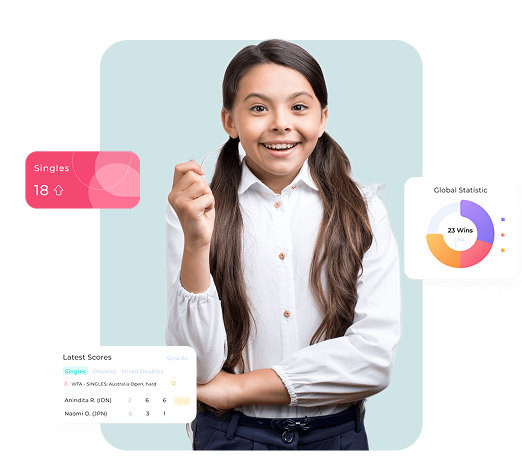 Singles
18
Global Statistic
23 Wins
Latest Scores
View All
Singles Doubles Mixed Doubles
WTA - SINGLES: Australia Open, hard
Anindita R. (IDN) 2 6 6
Naomi O. (JPN) 0 3 1